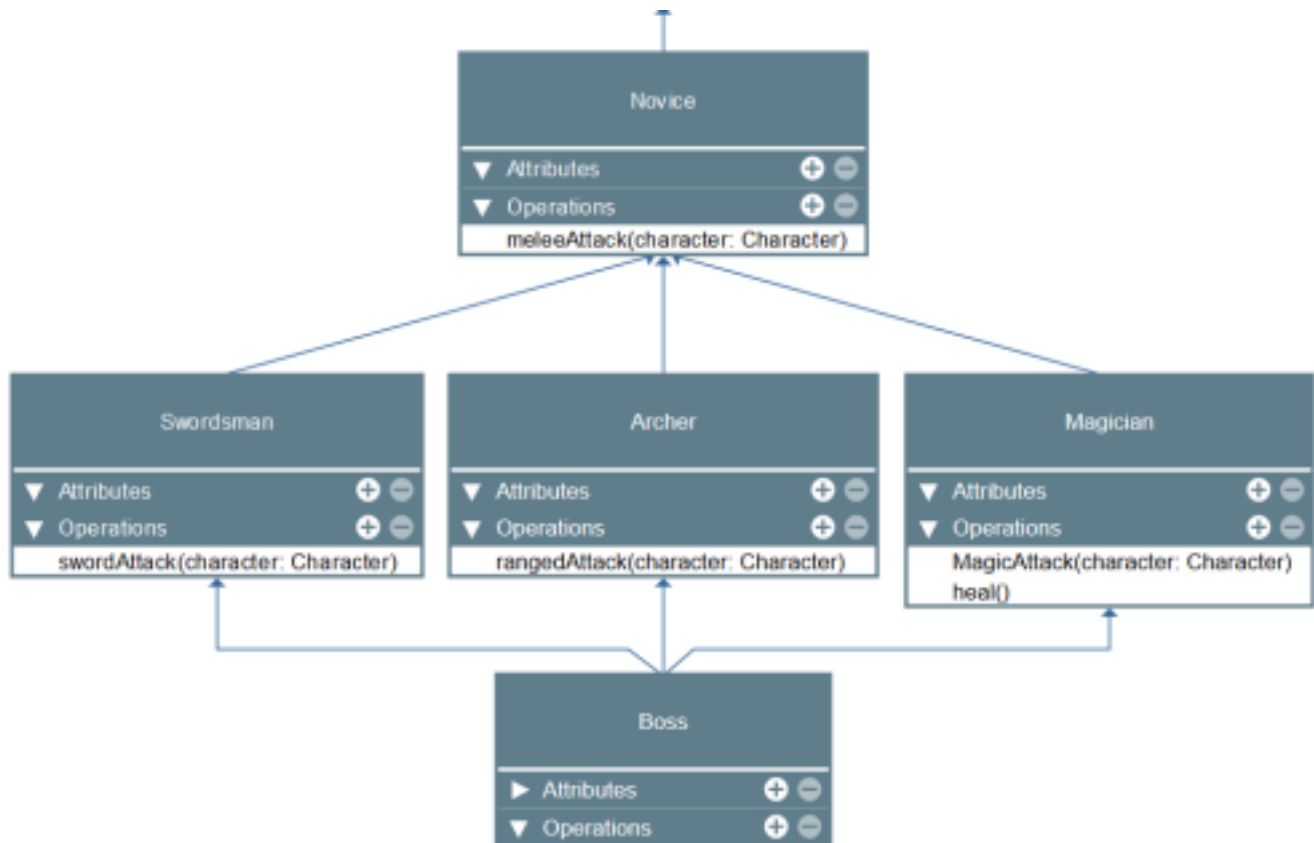 Novice
Attributes
Operations
meleeAttack(character: Character)
Swordsman
Attributes
Operations
swordAttack(character: Character)
Archer
Attributes
Operations
rangedAttack(character: Character)
Magician
Attributes
Operations
MagicAttack(character: Character)
heal()
Boss
Attributes
Operations